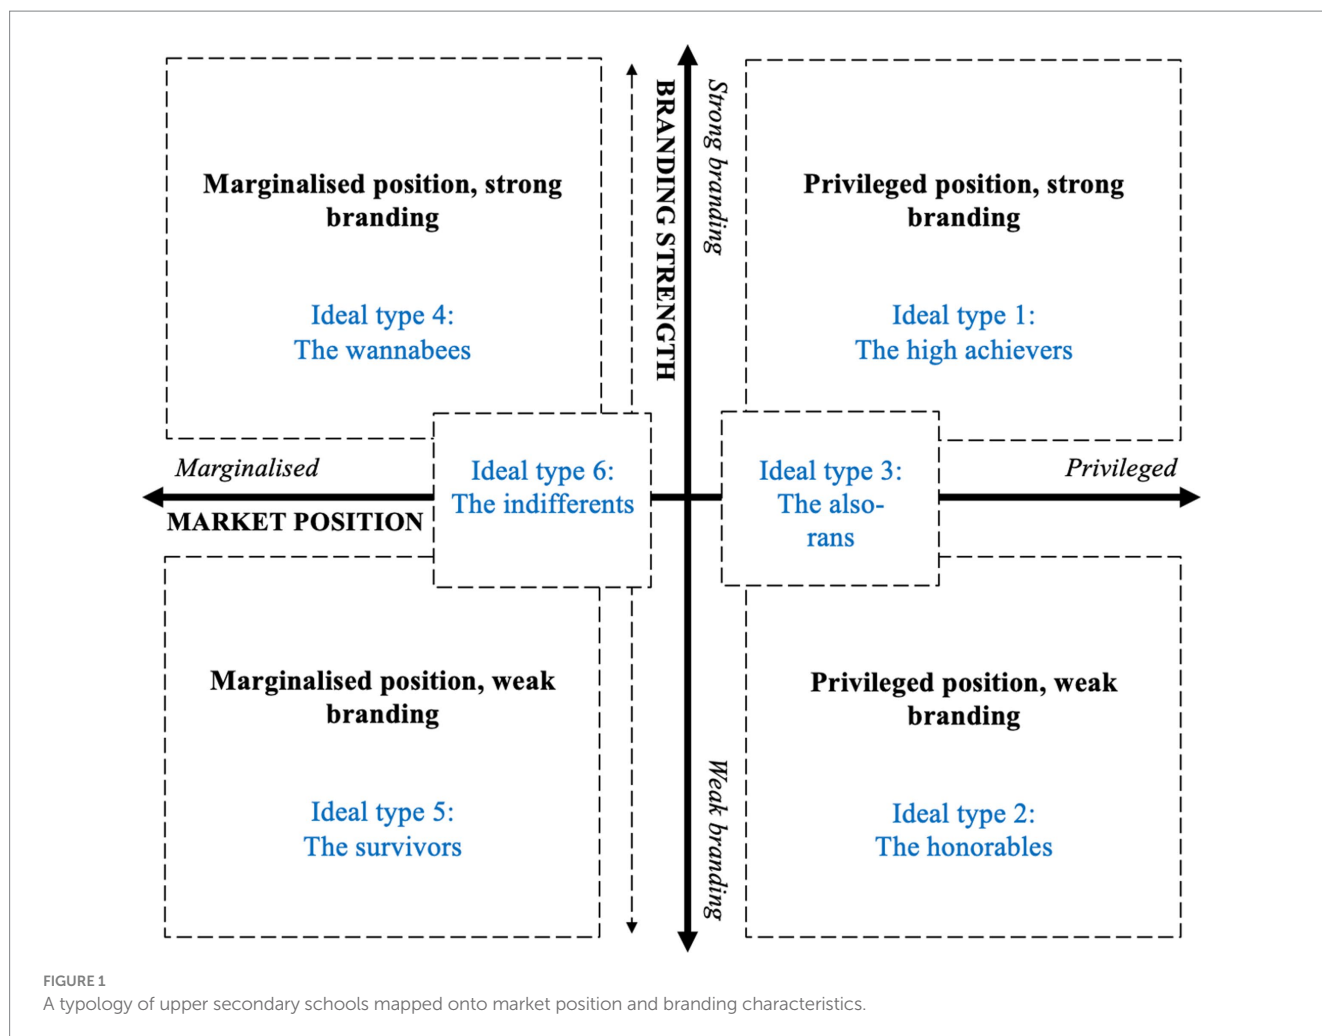 Marginalised position, strong
branding
Ideal type 4:
The wannabees
BRANDING STRENGTH
Strong branding
Privileged position, strong
branding
Ideal type 1:
The high achievers
Marginalised
MARKET POSITION
Ideal type 6:
The indifferents
Ideal type 3:
The also-
rans
Privileged
Marginalised position, weak
branding
Ideal type 5:
The survivors
Weak branding
Privileged position, weak
branding
Ideal type 2:
The honorables
FIGURE 1
A typology of upper secondary schools mapped onto market position and branding characteristics.